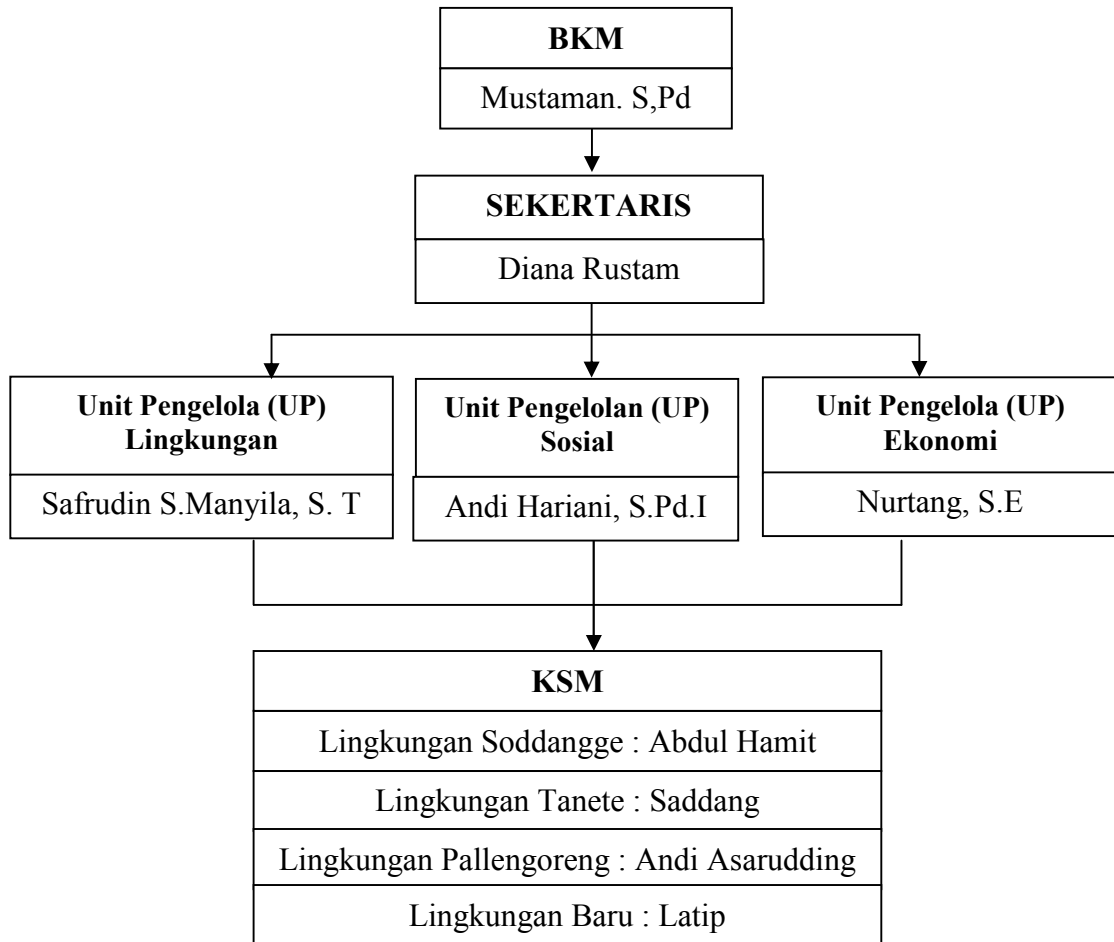 BKM
Mustaman. S,Pd
SEKERTARIS
Diana Rustam
Unit Pengelola (UP)
Lingkungan
Safrudin S.Manyila, S. T
Unit Pengelolan (UP)
Sosial
Andi Hariani, S.Pd.I
Unit Pengelola (UP)
Ekonomi
Nurtang, S.E
KSM
Lingkungan Soddangge : Abdul Hamit
Lingkungan Tanete : Saddang
Lingkungan Pallengoreng : Andi Asarudding
Lingkungan Baru : Latip